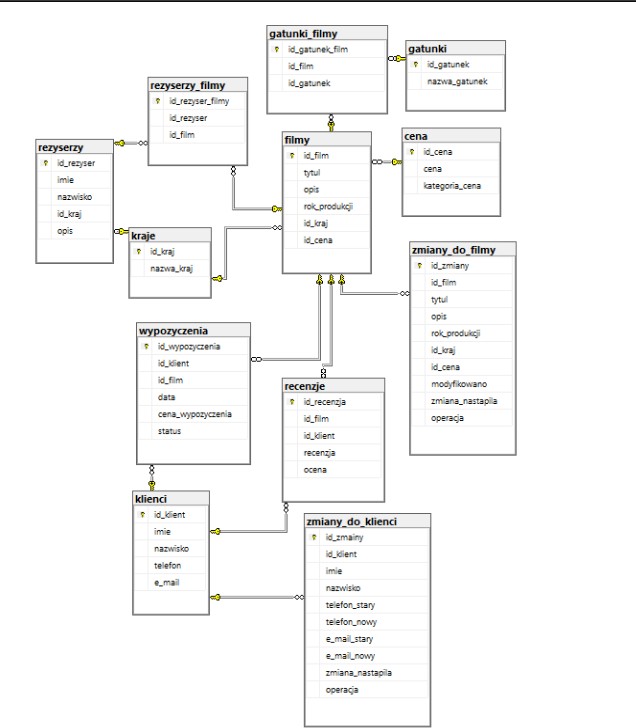 gatunki_filmy
id_gatunek_film
id_film
id_gatunek
gatunki
id_gatunek
nazwa_gatunek
rezyserzy_filmy
id_rezyser_filmy
id_rezyser
id_film
rezyserzy
id_rezyser
imie
nazwisko
id_kraj
opis
filmy
id_film
tytul
opis
rok_produkcji
id_kraj
id_cena
cena
id_cena
cena
kategoria_cena
kraje
id_kraj
nazwa_kraj
zmiany_do_filmy
id_zmiany
id_film
tytul
opis
rok_produkcji
id_kraj
id_cena
modyfikowano
zmiana_nastapila
operacja
wypozyczenia
id_wypozyczenia
id_klient
id_film
data
cena_wypozyczenia
status
recenzje
id_recenzja
id_film
id_klient
recenzja
ocena
klienci
id_klient
imie
nazwisko
telefon
e_mail
zmiany_do_klienci
id_zmainy
id_klient
imie
nazwisko
telefon_stary
telefon_nowy
e_mail_stary
e_mail_nowy
zmiana_nastapila
operacja